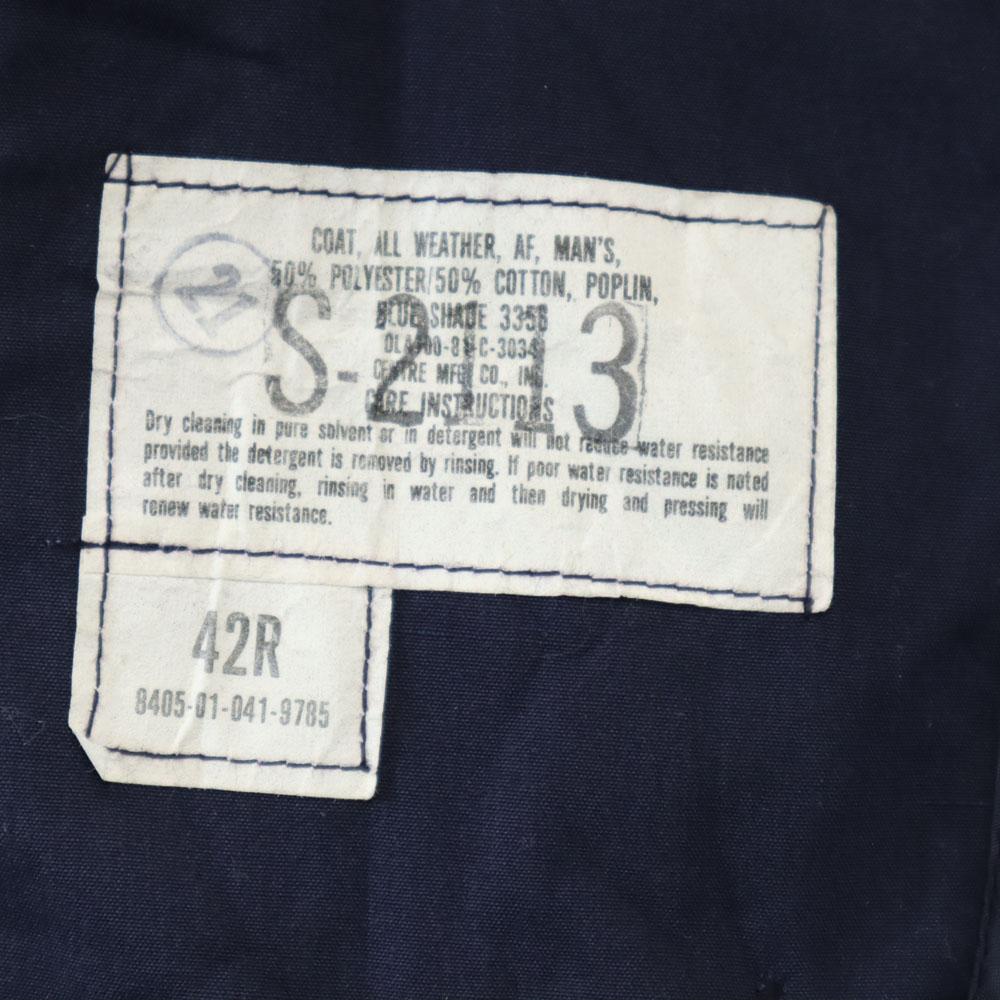 COAT, ALL WEATHER, AF, MAN'S,
50% POLYESTER/50% COTTON, POPLIN,
BLUE SHADE 3356
CENTRE MFG. CO., INC.
CARE INSTRUCTIONS
Dry cleaning in pure solvent or in detergent will not reduce water resistance
provided the detergent is removed by rinsing. If poor water resistance is noted
after dry cleaning, rinsing in water and then drying and pressing will
renew water resistance.
21
S-2113
42R
8405-01-041-9785